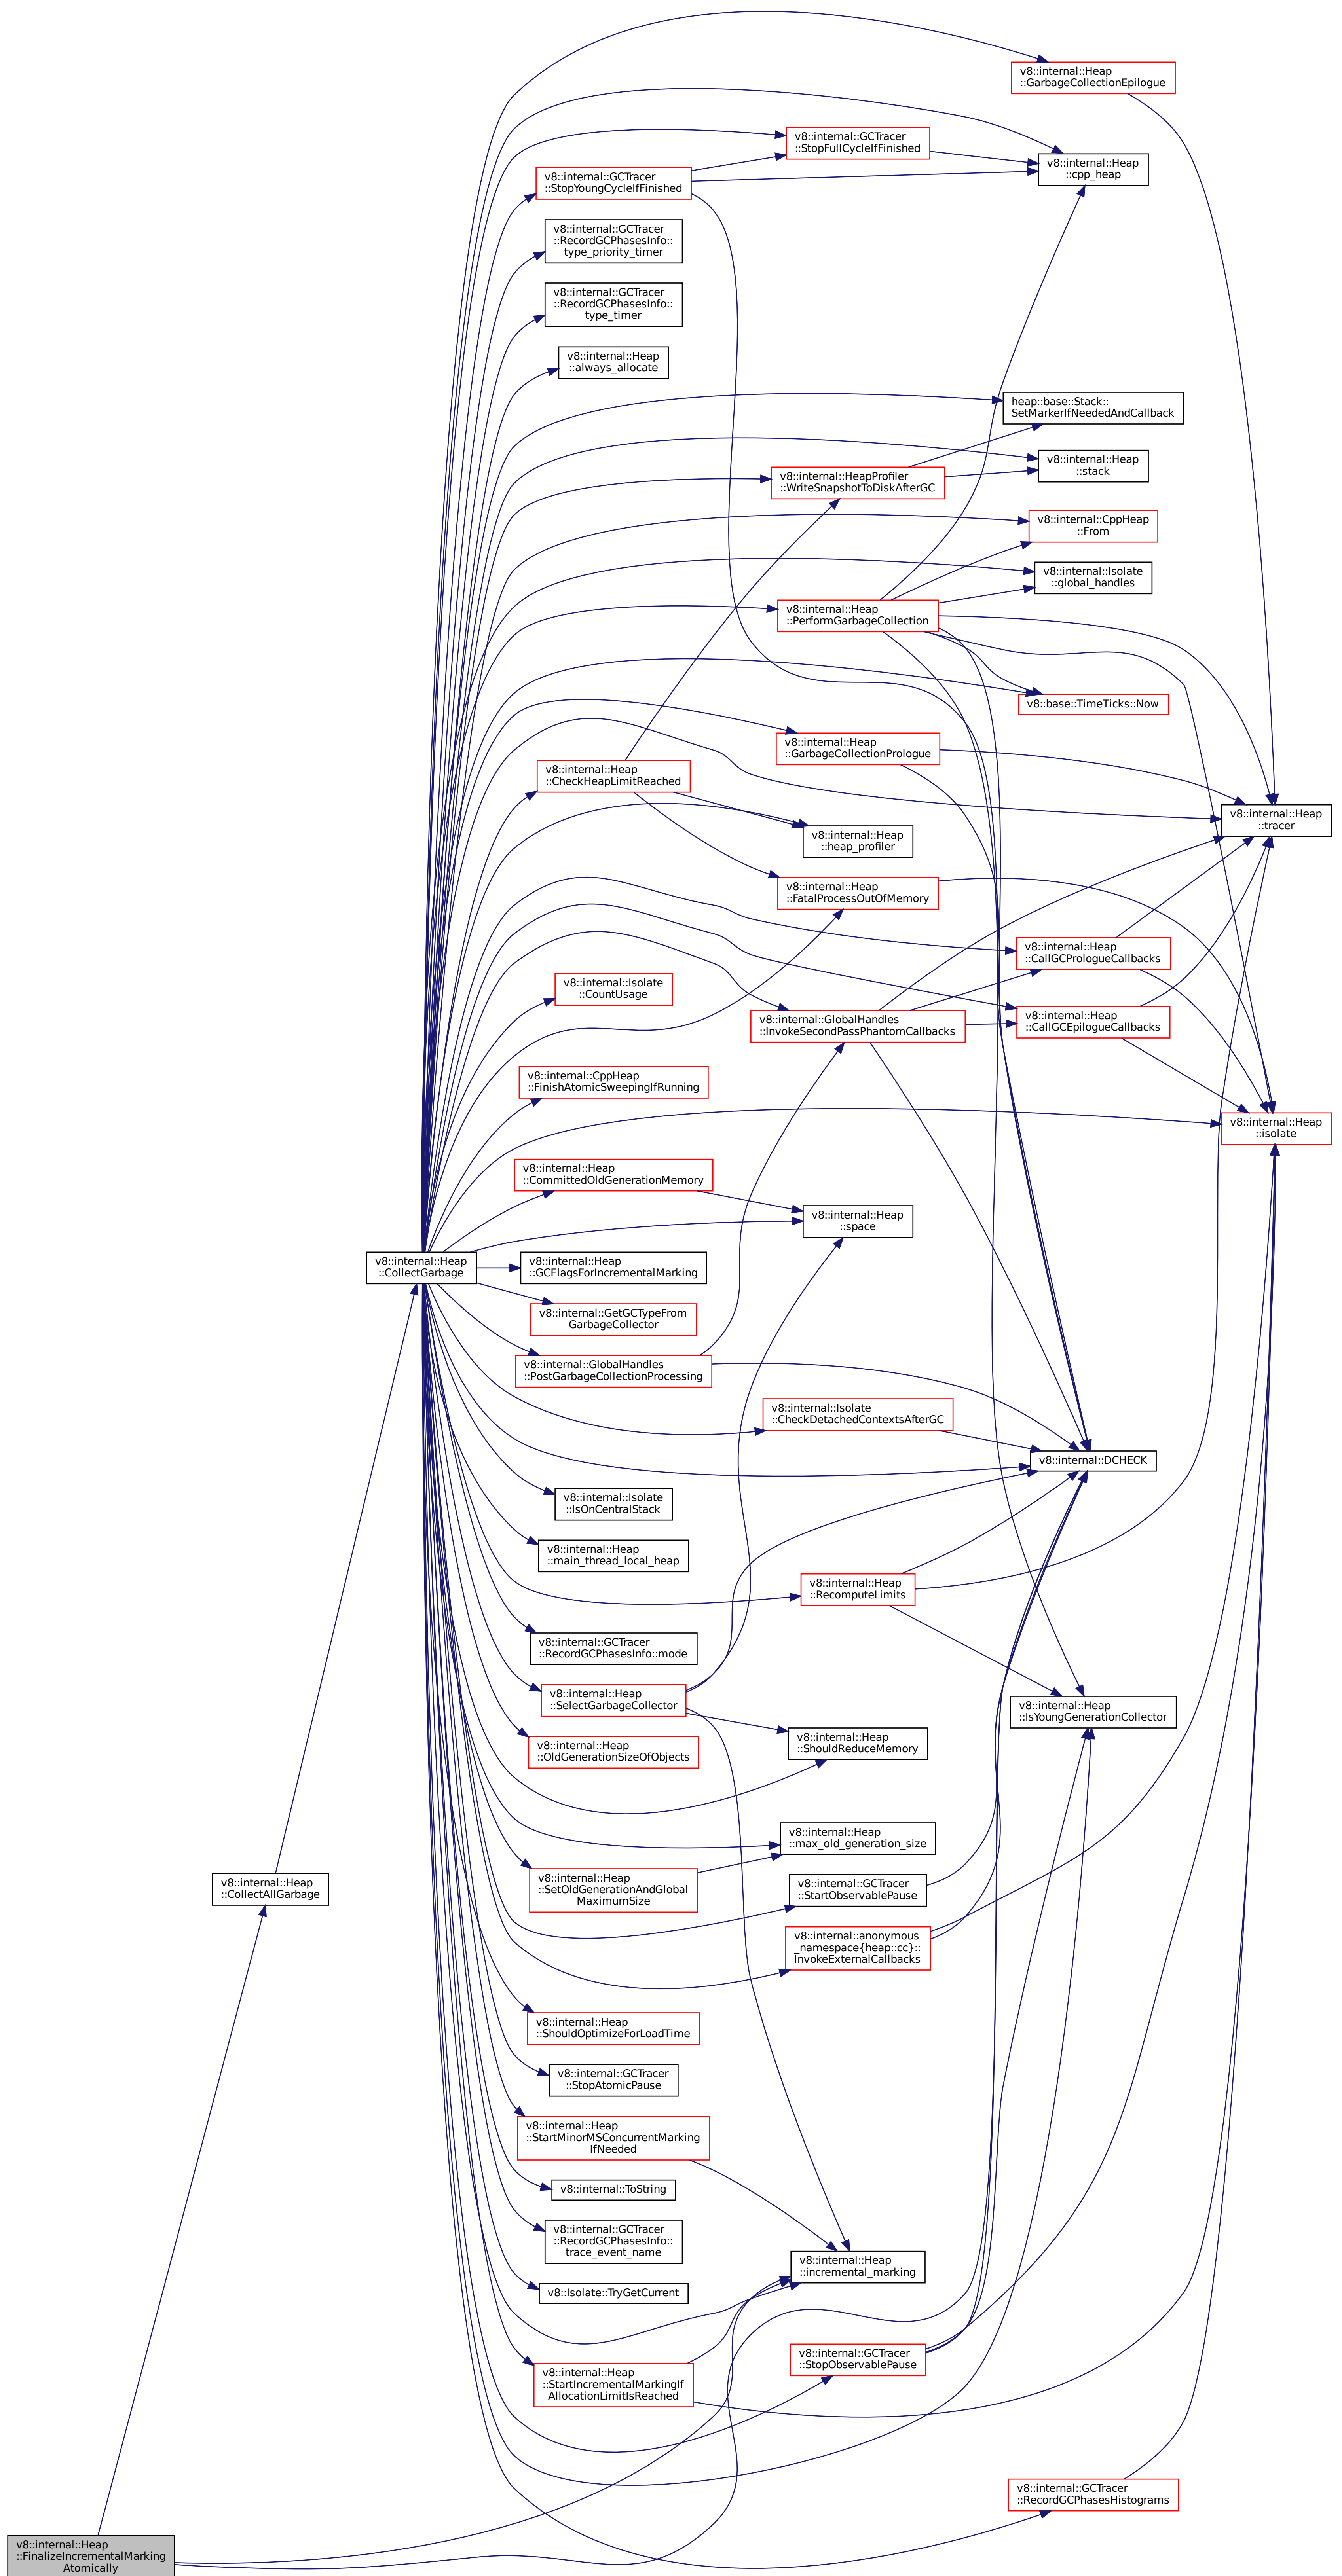 v8::internal::Heap
::GarbageCollectionEpilogue
v8::internal::GCTracer
::StopFullCycleIfFinished
v8::internal::Heap
::cpp_heap
v8::internal::GCTracer
::StopYoungCycleIfFinished
v8::internal::GCTracer
::RecordGCPhasesInfo::
type_priority_timer
v8::internal::GCTracer
::RecordGCPhasesInfo::
type_timer
v8::internal::Heap
::always_allocate
heap::base::Stack::
SetMarkerIfNeededAndCallback
v8::internal::Heap
::stack
v8::internal::HeapProfiler
::WriteSnapshotToDiskAfterGC
v8::internal::CppHeap
::From
v8::internal::Isolate
::global_handles
v8::internal::Heap
::PerformGarbageCollection
v8::base::TimeTicks::Now
v8::internal::Heap
::GarbageCollectionPrologue
v8::internal::Heap
::CheckHeapLimitReached
v8::internal::Heap
::tracer
v8::internal::Heap
::heap_profiler
v8::internal::Heap
::FatalProcessOutOfMemory
v8::internal::Heap
::CallGCPrologueCallbacks
v8::internal::Isolate
::CountUsage
v8::internal::Heap
::CallGCEpilogueCallbacks
v8::internal::GlobalHandles
::InvokeSecondPassPhantomCallbacks
v8::internal::CppHeap
::FinishAtomicSweepingIfRunning
v8::internal::Heap
::isolate
v8::internal::Heap
::CommittedOldGenerationMemory
v8::internal::Heap
::space
v8::internal::Heap
::CollectGarbage
v8::internal::Heap
::GCFlagsForIncrementalMarking
v8::internal::GetGCTypeFrom
GarbageCollector
v8::internal::GlobalHandles
::PostGarbageCollectionProcessing
v8::internal::Isolate
::CheckDetachedContextsAfterGC
v8::internal::DCHECK
v8::internal::Isolate
::IsOnCentralStack
v8::internal::Heap
::main_thread_local_heap
v8::internal::Heap
::RecomputeLimits
v8::internal::GCTracer
::RecordGCPhasesInfo::mode
v8::internal::Heap
::SelectGarbageCollector
v8::internal::Heap
::IsYoungGenerationCollector
v8::internal::Heap
::OldGenerationSizeOfObjects
v8::internal::Heap
::ShouldReduceMemory
v8::internal::Heap
::max_old_generation_size
v8::internal::Heap
::SetOldGenerationAndGlobal
MaximumSize
v8::internal::Heap
::CollectAllGarbage
v8::internal::GCTracer
::StartObservablePause
v8::internal::anonymous
_namespace{heap::cc}::
InvokeExternalCallbacks
v8::internal::Heap
::ShouldOptimizeForLoadTime
v8::internal::GCTracer
::StopAtomicPause
v8::internal::Heap
::StartMinorMSConcurrentMarking
IfNeeded
v8::internal::ToString
v8::internal::GCTracer
::RecordGCPhasesInfo::
trace_event_name
v8::internal::Heap
::incremental_marking
v8::Isolate::TryGetCurrent
v8::internal::GCTracer
::StopObservablePause
v8::internal::Heap
::StartIncrementalMarkingIf
AllocationLimitIsReached
v8::internal::GCTracer
::RecordGCPhasesHistograms
v8::internal::Heap
::FinalizeIncrementalMarking
Atomically